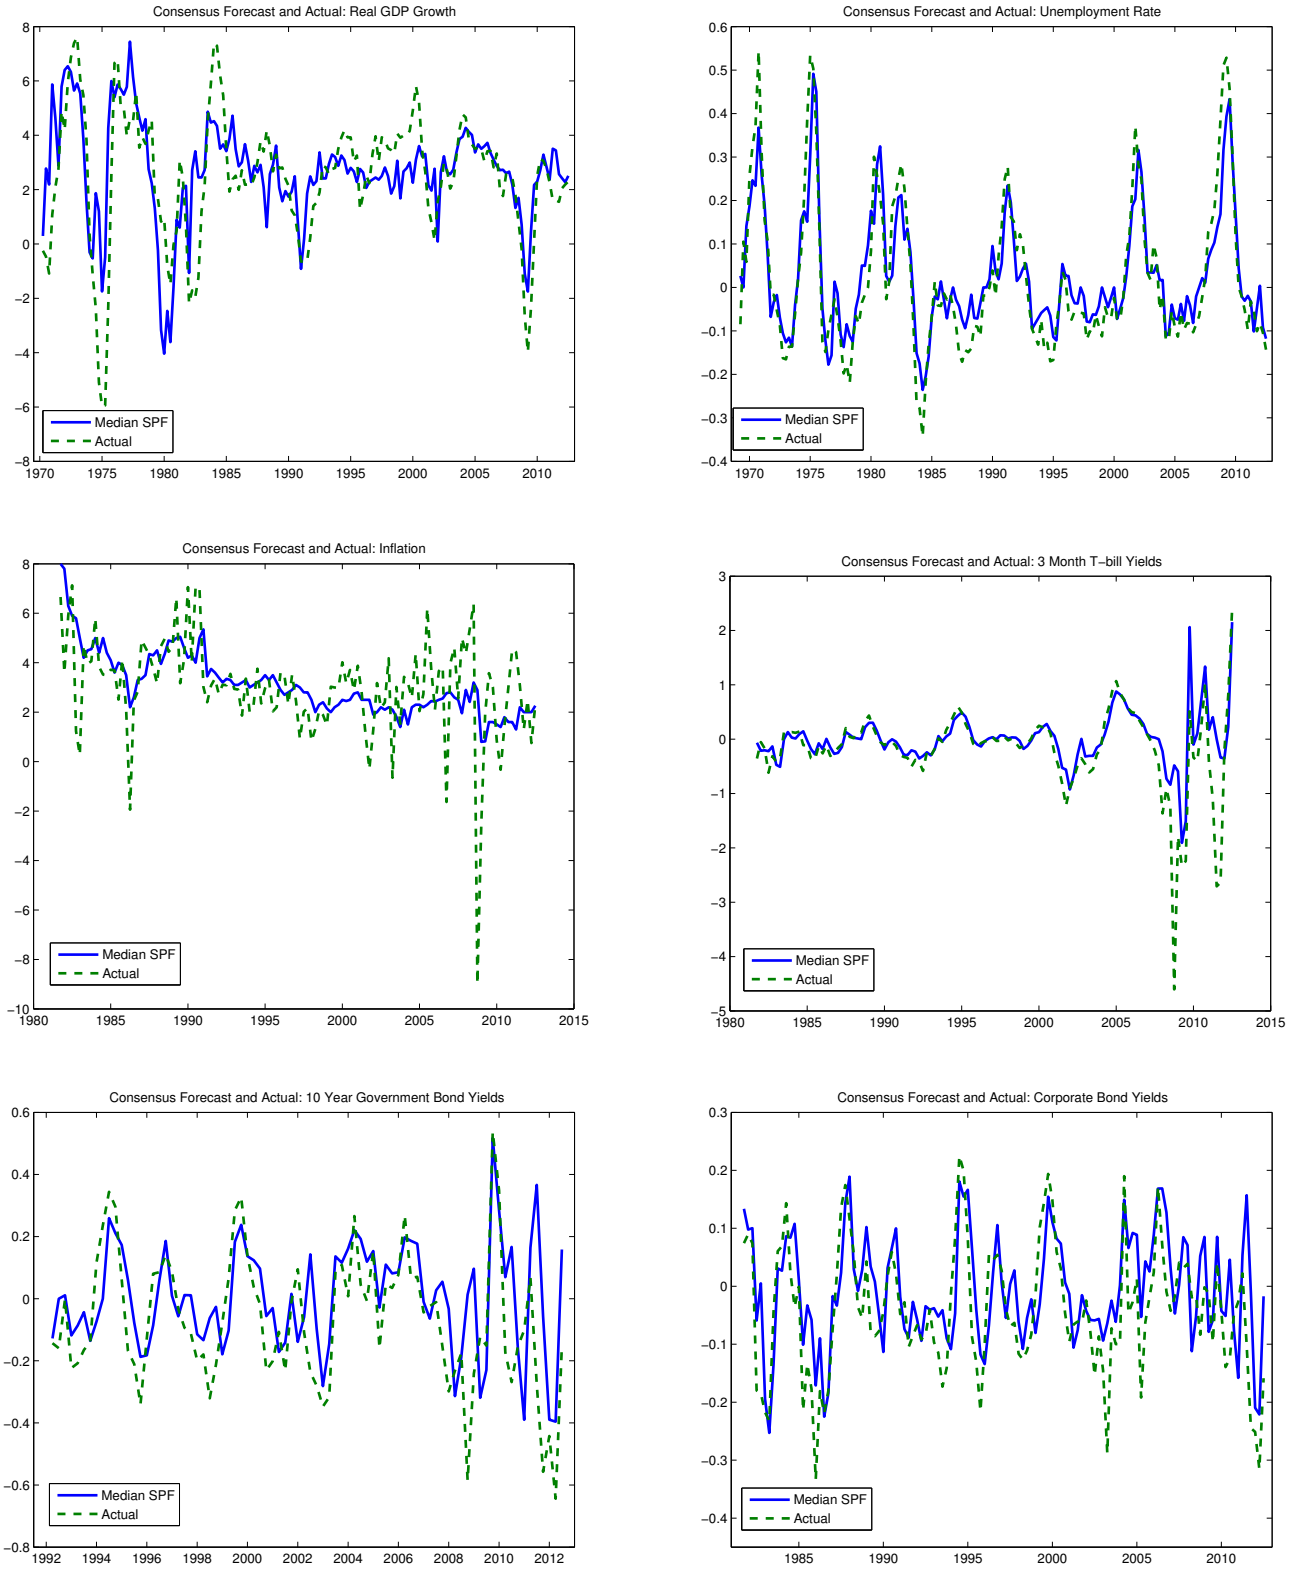 Consensus Forecast and Actual: Real GDP Growth
8
6
4
2
0
−2
−4
−6
−8
1970 1975 1980 1985 1990 1995 2000 2005 2010
Median SPF
Actual
Consensus Forecast and Actual: Unemployment Rate
0.6
0.5
0.4
0.3
0.2
0.1
0
−0.1
−0.2
−0.3
−0.4
1970 1975 1980 1985 1990 1995 2000 2005 2010
Median SPF
Actual
Consensus Forecast and Actual: Inflation
8
6
4
2
0
−2
−4
−6
−8
−10
1980 1985 1990 1995 2000 2005 2010 2015
Median SPF
Actual
Consensus Forecast and Actual: 3 Month T−bill Yields
3
2
1
0
−1
−2
−3
−4
−5
1980 1985 1990 1995 2000 2005 2010 2015
Median SPF
Actual
Consensus Forecast and Actual: 10 Year Government Bond Yields
0.6
0.4
0.2
0
−0.2
−0.4
−0.6
−0.8
1992 1994 1996 1998 2000 2002 2004 2006 2008 2010 2012
Median SPF
Actual
Consensus Forecast and Actual: Corporate Bond Yields
0.3
0.2
0.1
0
−0.1
−0.2
−0.3
−0.4
1985 1990 1995 2000 2005 2010
Median SPF
Actual